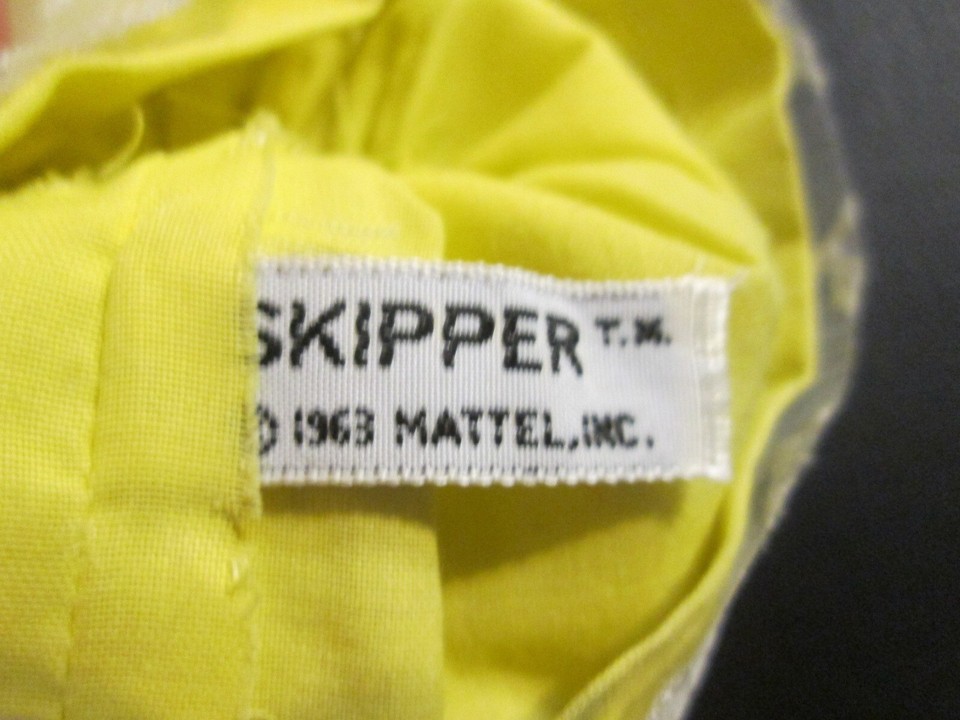 SKIPPER T.M.
© 1963 MATTEL, INC.